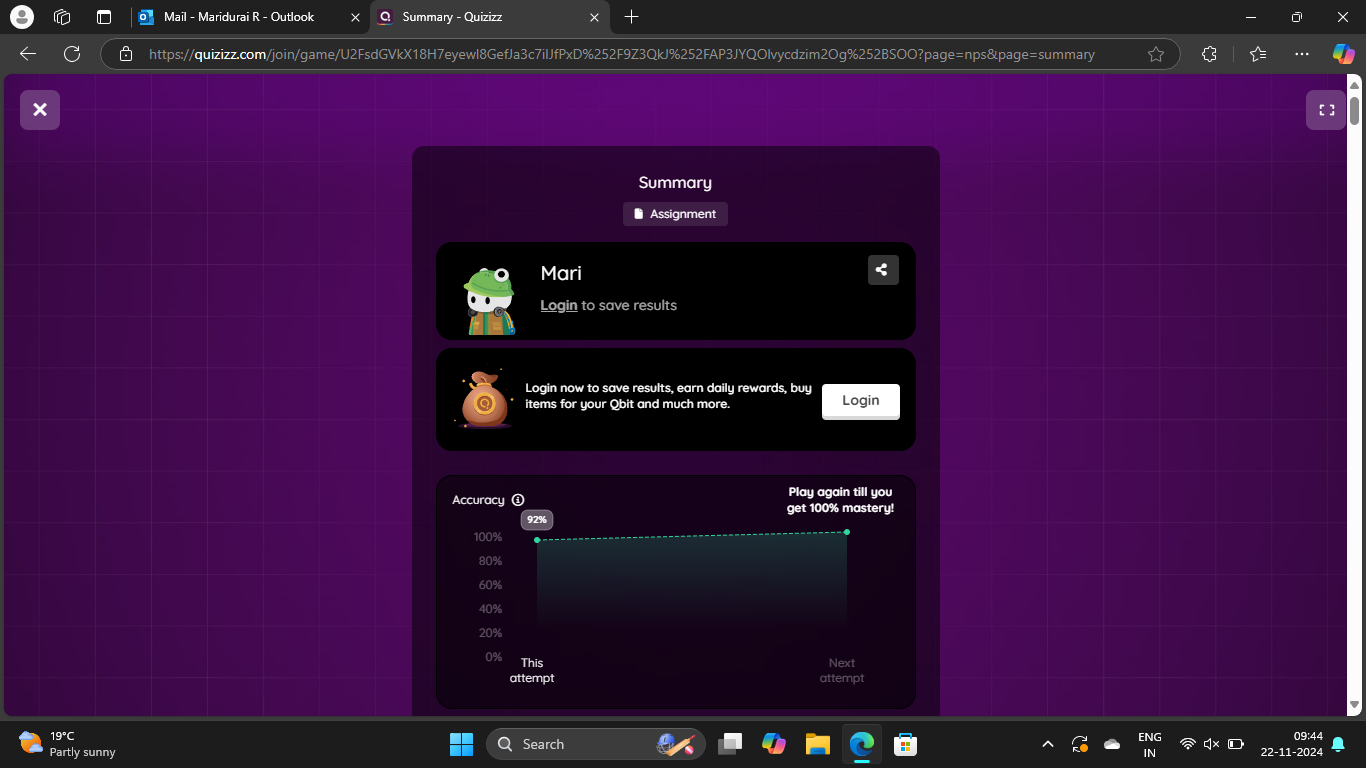 Mail - Maridurai R - Outlook
Summary - Quizizz
https://quizizz.com/join/game/U2FsdGVkX18H7eyewI8GefJa3c7iIJfPxD%252F9Z3QkJ%252FAP3JYQOlvycdzim2Og%252BSOO?page=nps&page=summary
Summary
Assignment
Mari
Login to save results
Login now to save results, earn daily rewards, buy
items for your Qbit and much more.
Login
Accuracy
Play again till you
get 100% mastery!
92%
100%
80%
60%
40%
20%
0%
This
attempt
Next
attempt
19°C
Partly sunny
Search
ENG
IN
09:44
22-11-2024